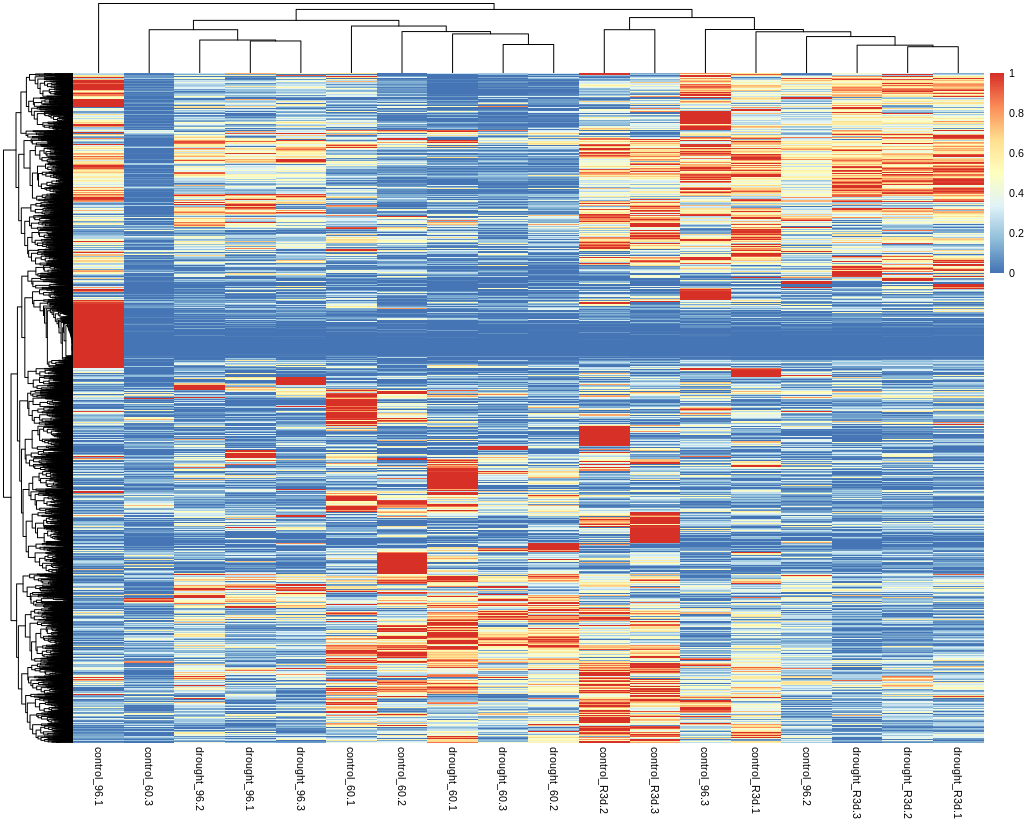 1
0.8
0.6
0.4
0.2
0
control_96.1
control_60.3
drought_96.2
drought_96.1
drought_96.3
control_60.1
control_60.2
drought_60.1
drought_60.3
drought_60.2
control_R3d.2
control_R3d.3
control_96.3
control_R3d.1
control_96.2
drought_R3d.3
drought_R3d.2
drought_R3d.1